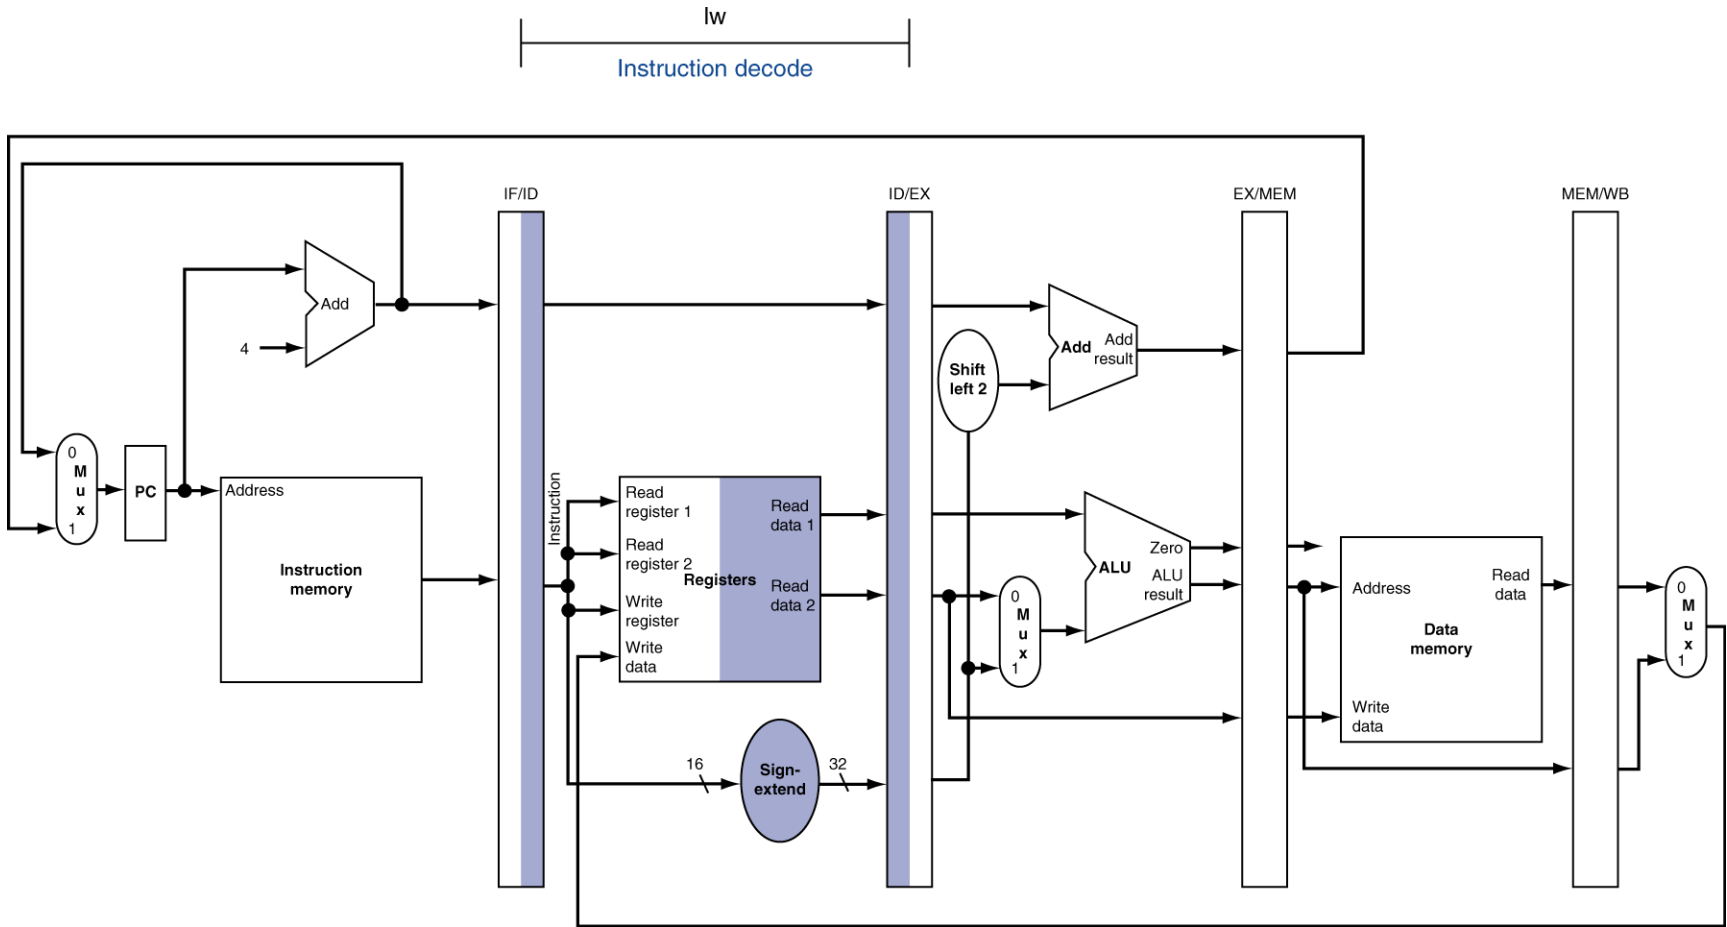 lw
Instruction decode
IF/ID
ID/EX
EX/MEM
MEM/WB
Add
4
0
M
u
x
1
PC
Address
Instruction
memory
Instruction
Read
register 1
Read
register 2
Registers
Write
register
Write
data
Read
data 1
Read
data 2
16
Sign-
extend
32
Shift
left 2
Add
Add
result
0
M
u
x
1
ALU
Zero
ALU
result
Address
Read
data
Data
memory
Write
data
0
M
u
x
1